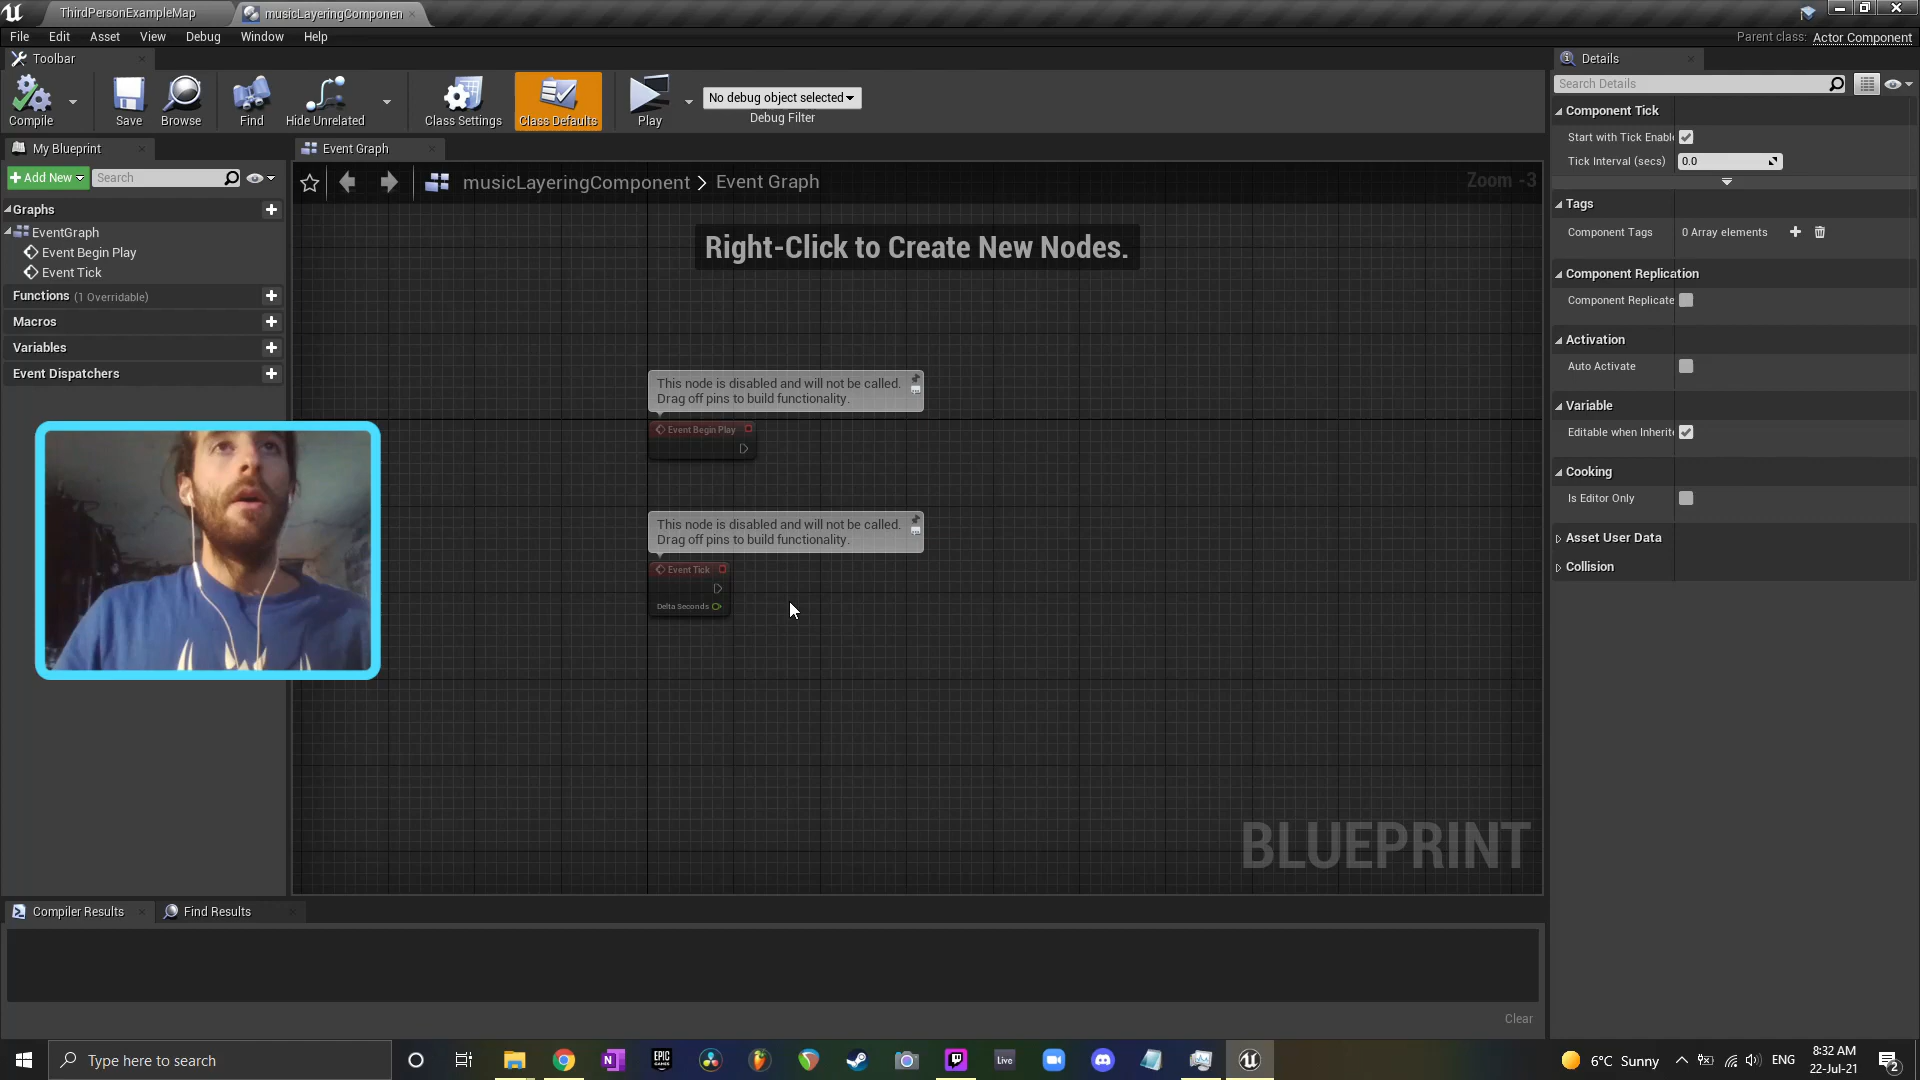 ThirdPersonExampleMap
musicLayeringComponen
File Edit Asset View Debug Window Help
Parent class: Actor Component
Toolbar
Compile
Save
Browse
Find
Hide Unrelated
Class Settings
Class Defaults
Play
No debug object selected
Debug Filter
My Blueprint
Add New
Search
Graphs
EventGraph
Event Begin Play
Event Tick
Functions (1 Overridable)
Macros
Variables
Event Dispatchers
Event Graph
musicLayeringComponent > Event Graph
Zoom -3
Right-Click to Create New Nodes.
This node is disabled and will not be called.
Drag off pins to build functionality.
Event Begin Play
This node is disabled and will not be called.
Drag off pins to build functionality.
Event Tick
Delta Seconds
BLUEPRINT
Details
Search Details
Component Tick
Start with Tick Enabl
Tick Interval (secs) 0.0
Tags
Component Tags 0 Array elements
Component Replication
Component Replicate
Activation
Auto Activate
Variable
Editable when Inherit
Cooking
Is Editor Only
Asset User Data
Collision
Compiler Results
Find Results
Clear
Type here to search
EPIC GAMES
Live
6°C Sunny
ENG
8:32 AM
22-Jul-21
2